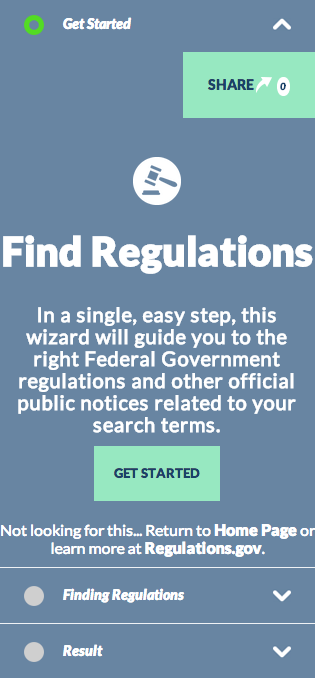 Get Started
SHARE 0
Find Regulations
In a single, easy step, this
wizard will guide you to the
right Federal Government
regulations and other official
public notices related to your
search terms.
GET STARTED
Not looking for this... Return to Home Page or
learn more at Regulations.gov.
Finding Regulations
Result